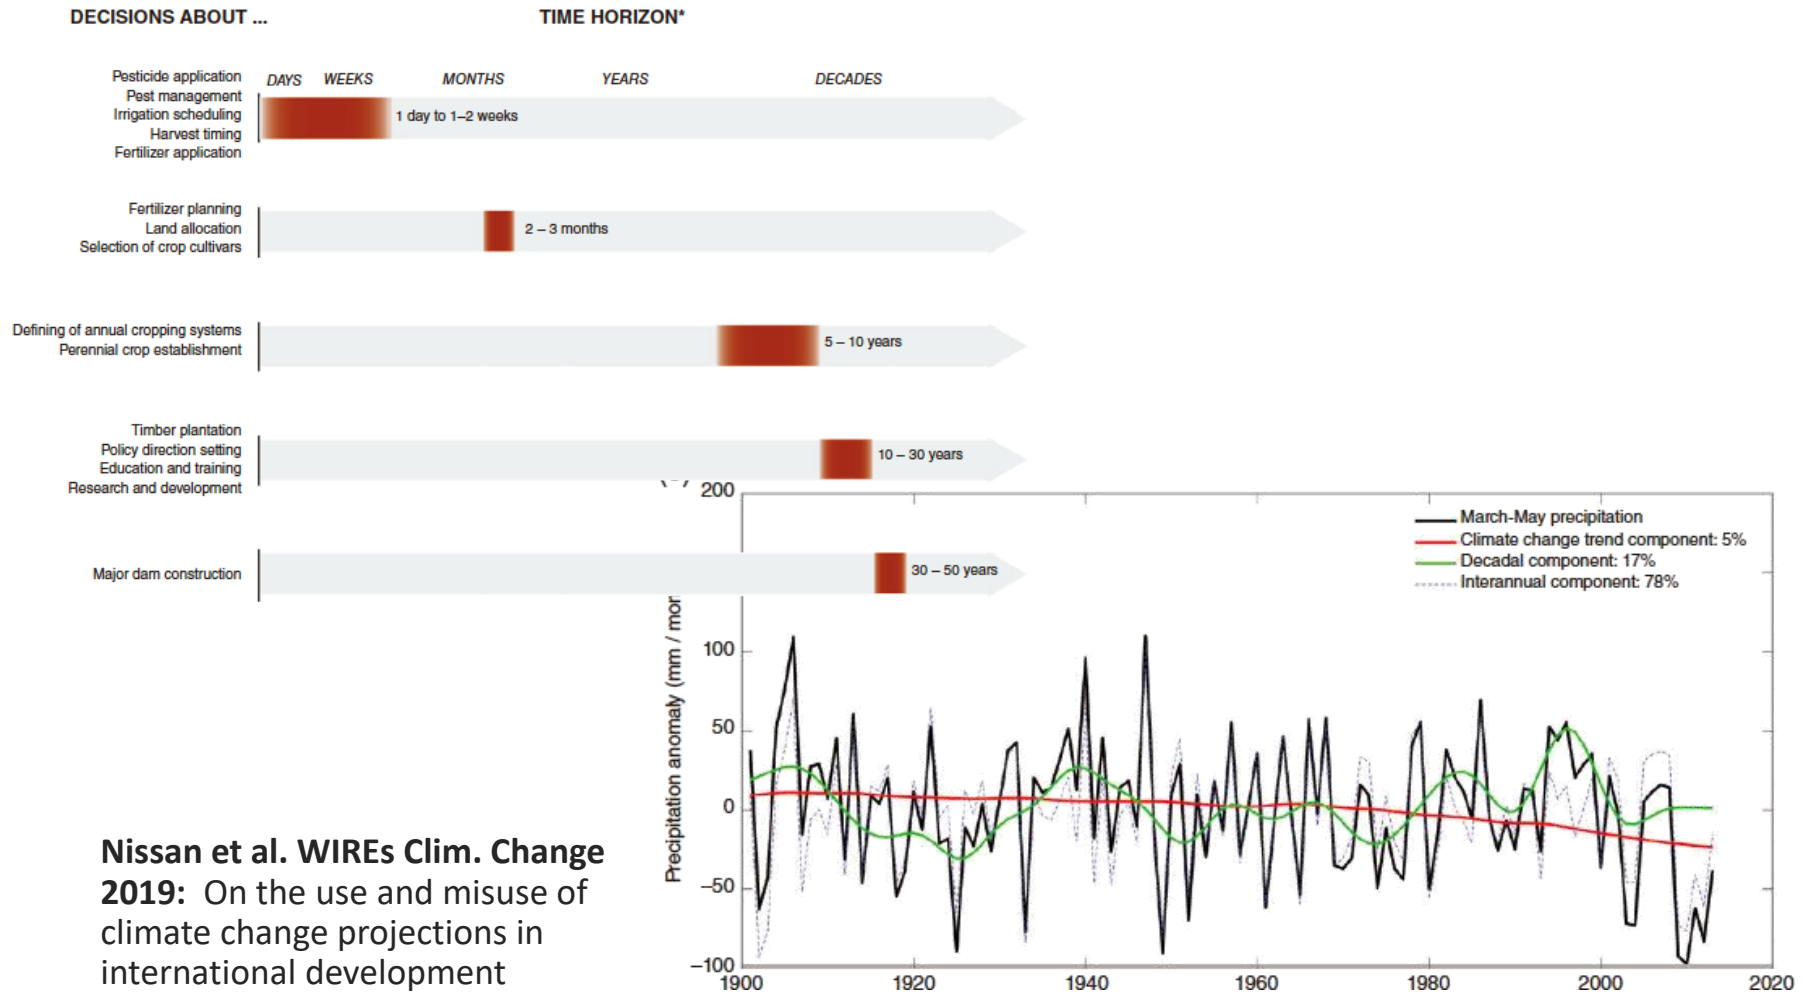 DECISIONS ABOUT ...
TIME HORIZON*
DAYS WEEKS MONTHS YEARS DECADES
Pesticide application
Pest management
Irrigation scheduling
Harvest timing
Fertilizer application
1 day to 1–2 weeks
Fertilizer planning
Land allocation
Selection of crop cultivars
2 – 3 months
Defining of annual cropping systems
Perennial crop establishment
5 – 10 years
Timber plantation
Policy direction setting
Education and training
Research and development
10 – 30 years
Major dam construction
30 – 50 years
200
100
50
0
−50
−100
Precipitation anomaly (mm /
March-May precipitation
Climate change trend component: 5%
Decadal component: 17%
Interannual component: 78%
1900 1920 1940 1960 1980 2000 2020
Nissan et al. WIREs Clim. Change
2019: On the use and misuse of
climate change projections in
international development